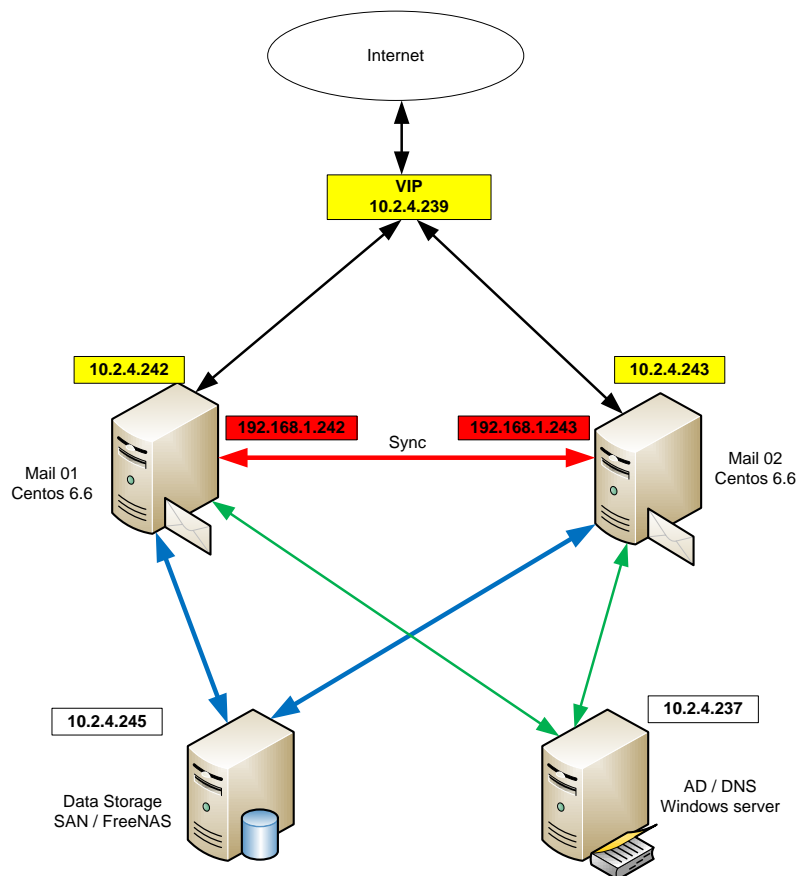 Internet
VIP
10.2.4.239
10.2.4.242
10.2.4.243
192.168.1.242
192.168.1.243
Sync
Mail 01
Centos 6.6
Mail 02
Centos 6.6
10.2.4.245
10.2.4.237
Data Storage
SAN / FreeNAS
AD / DNS
Windows server